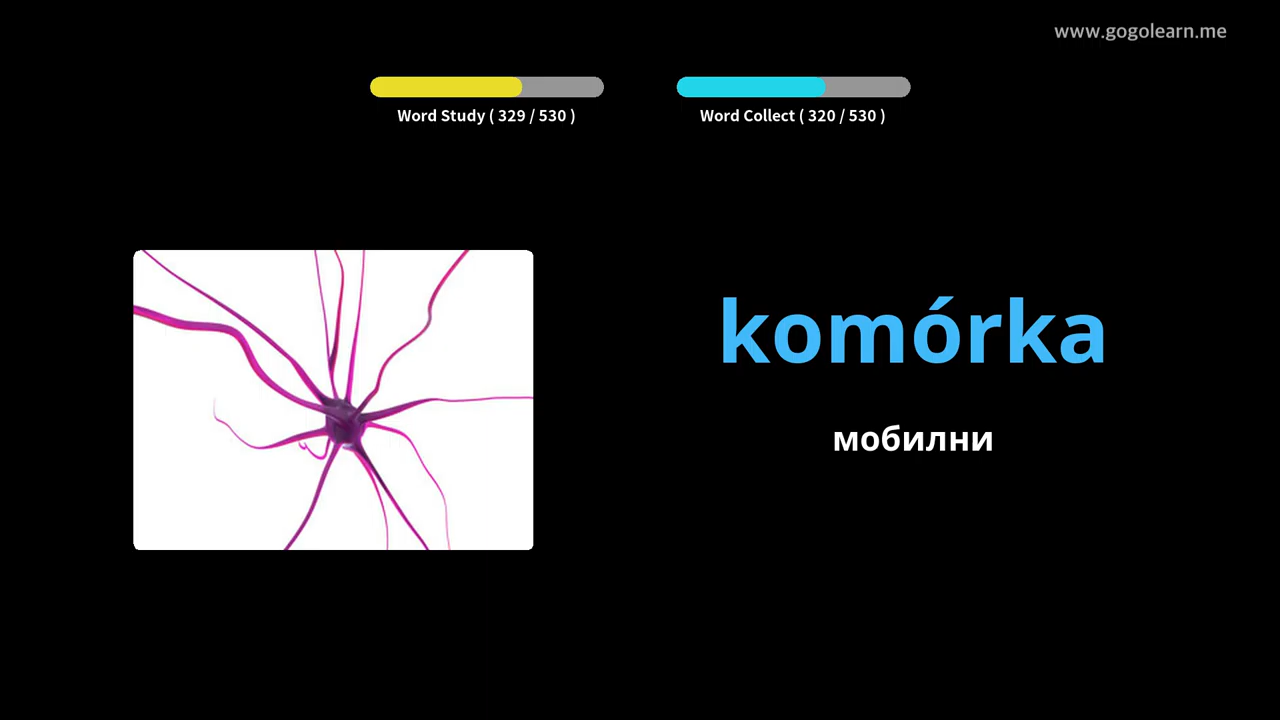 www.gogolearn.me
Word Study ( 329 / 530 )
Word Collect ( 320 / 530 )
komórka
мобилни